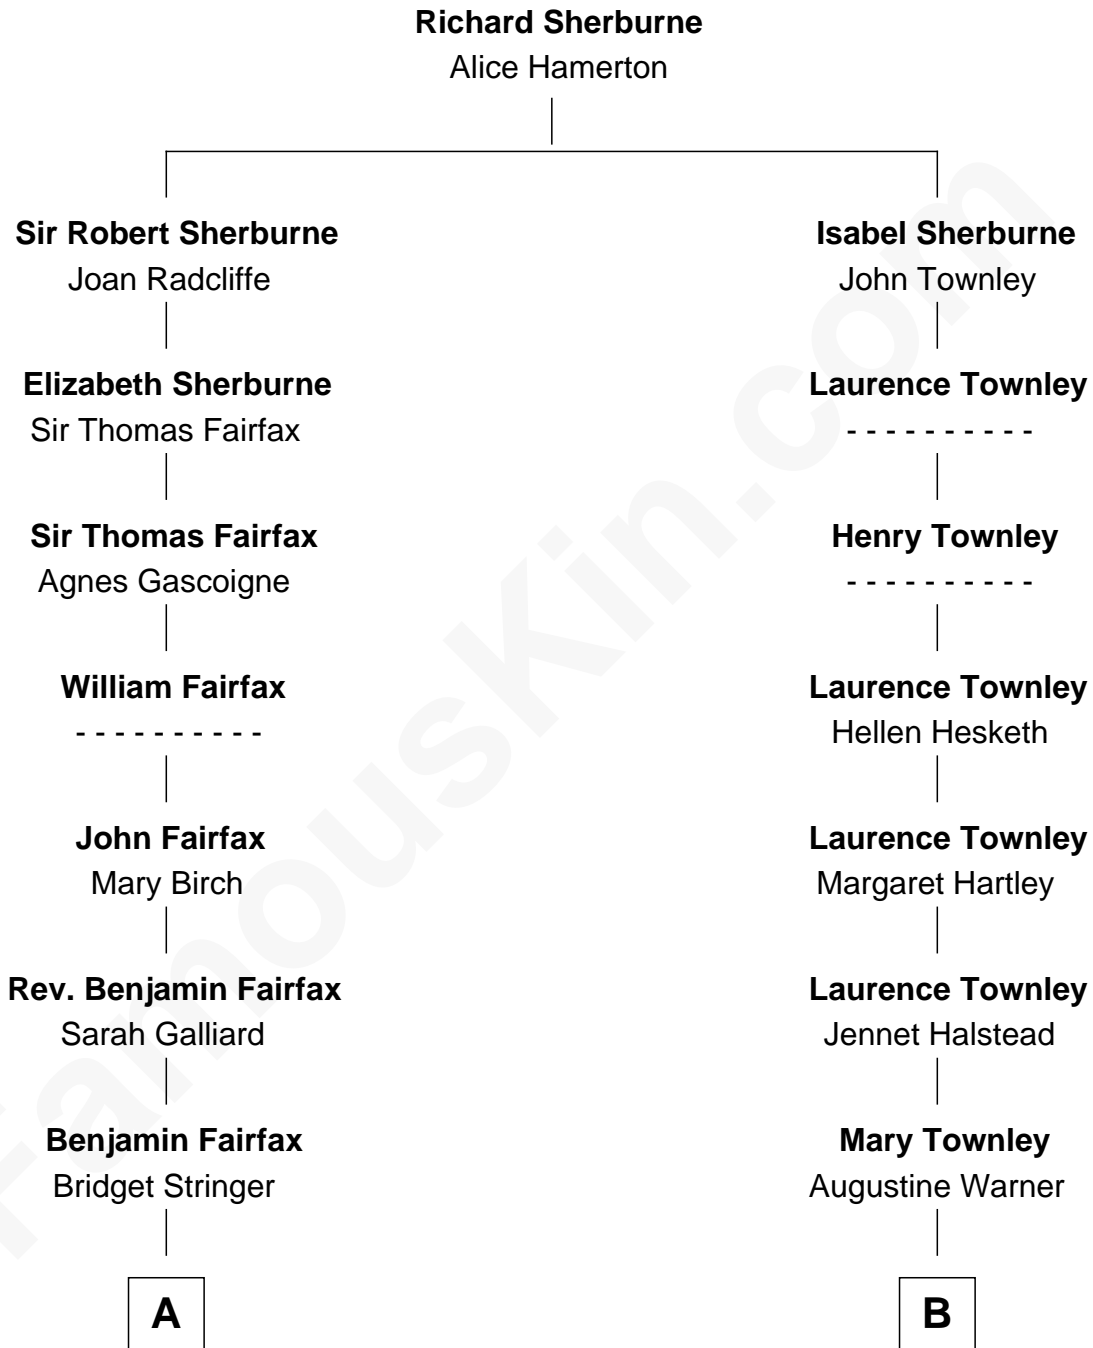 Richard Sherburne
Alice Hamerton
Sir Robert Sherburne
Joan Radcliffe
Isabel Sherburne
John Townley
Elizabeth Sherburne
Sir Thomas Fairfax
Laurence Townley
- - - - - - - - - -
Sir Thomas Fairfax
Agnes Gascoigne
Henry Townley
- - - - - - - - - -
William Fairfax
- - - - - - - - - -
Laurence Townley
Hellen Hesketh
John Fairfax
Mary Birch
Laurence Townley
Margaret Hartley
Rev. Benjamin Fairfax
Sarah Galliard
Laurence Townley
Jennet Halstead
Benjamin Fairfax
Bridget Stringer
Mary Townley
Augustine Warner
A
B
FamousKin.com